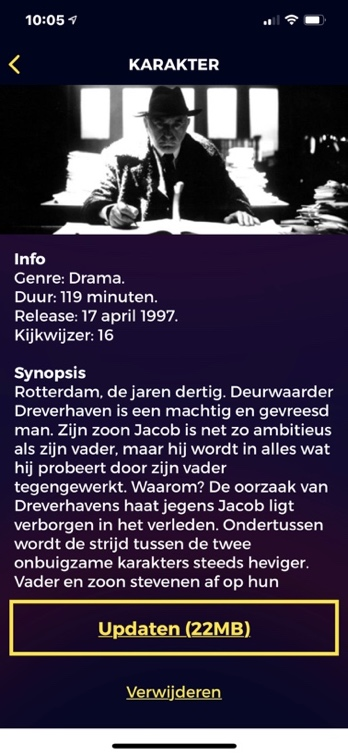 10:05
KARAKTER
Info
Genre: Drama.
Duur: 119 minuten.
Release: 17 april 1997.
Kijkwijzer: 16
Synopsis
Rotterdam, de jaren dertig. Deurwaarder
Dreverhaven is een machtig en gevreesd
man. Zijn zoon Jacob is net zo ambitieus
als zijn vader, maar hij wordt in alles wat
hij probeert door zijn vader
tegengewerkt. Waarom? De oorzaak van
Dreverhavens haat jegens Jacob ligt
verborgen in het verleden. Ondertussen
wordt de strijd tussen de twee
onbuigzame karakters steeds heviger.
Vader en zoon stevenen af op hun
Updaten (22MB)
Verwijderen